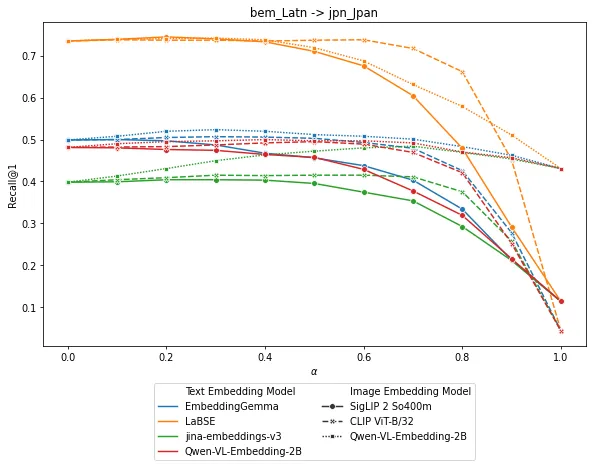 bem_Latn -> jpn_Jpan
Recall@1
0.7
0.6
0.5
0.4
0.3
0.2
0.1
0.0 0.2 0.4 0.6 0.8 1.0
α
Text Embedding Model Image Embedding Model
EmbeddingGemma SigLIP 2 So400m
LaBSE CLIP ViT-B/32
jina-embeddings-v3 Qwen-VL-Embedding-2B
Qwen-VL-Embedding-2B